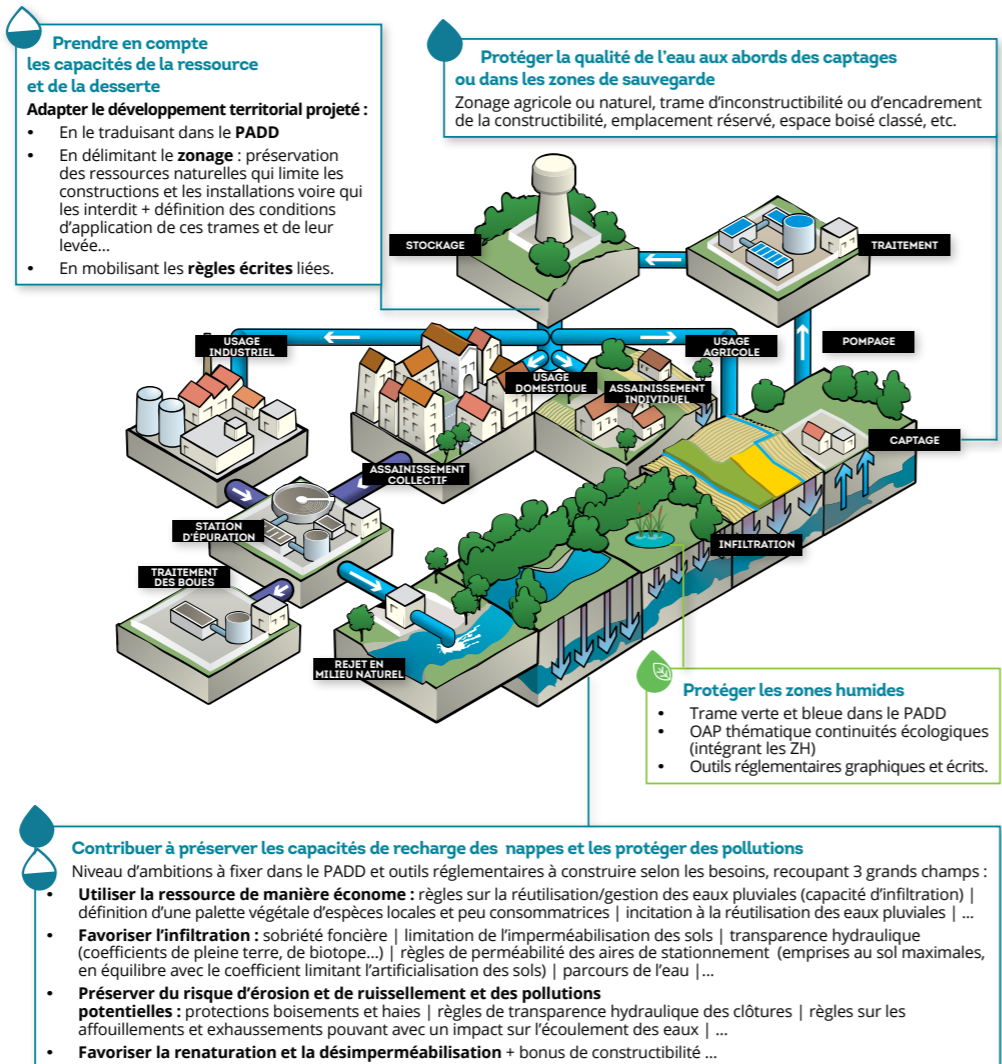 Prendre en compte
les capacités de la ressource
et de la desserte
Adapter le développement territorial projeté :
• En le traduisant dans le PADD
• En délimitant le zonage : préservation
des ressources naturelles qui limite les
constructions et les installations voire qui
les interdit + définition des conditions
d'application de ces trames et de leur
levée...
• En mobilisant les règles écrites liées.
Protéger la qualité de l'eau aux abords des captages
ou dans les zones de sauvegarde
Zonage agricole ou naturel, trame d'inconstructibilité ou d'encadrement
de la constructibilité, emplacement réservé, espace boisé classé, etc.
STOCKAGE
TRAITEMENT
USAGE
INDUSTRIEL
USAGE
AGRICOLE
POMPAGE
USAGE
DOMESTIQUE
ASSAINISSEMENT
INDIVIDUEL
CAPTAGE
ASSAINISSEMENT
COLLECTIF
STATION
D'ÉPURATION
INFILTRATION
TRAITEMENT
DES BOUES
REJET EN
MILIEU NATUREL
Protéger les zones humides
• Trame verte et bleue dans le PADD
• OAP thématique continuités écologiques
(intégrant les ZH)
• Outils réglementaires graphiques et écrits.
Contribuer à préserver les capacités de recharge des nappes et les protéger des pollutions
Niveau d'ambitions à fixer dans le PADD et outils réglementaires à construire selon les besoins, recoupant 3 grands champs :
• Utiliser la ressource de manière économe : règles sur la réutilisation/gestion des eaux pluviales (capacité d'infiltration) |
définition d'une palette végétale d'espèces locales et peu consommatrices | incitation à la réutilisation des eaux pluviales | ...
• Favoriser l'infiltration : sobriété foncière | limitation de l'imperméabilisation des sols | transparence hydraulique
(coefficients de pleine terre, de biotope...) | règles de perméabilité des aires de stationnement (emprises au sol maximales,
en équilibre avec le coefficient limitant l'artificialisation des sols) | parcours de l'eau |...
• Préserver du risque d'érosion et de ruissellement et des pollutions
potentielles : protections boisements et haies | règles de transparence hydraulique des clôtures | règles sur les
affouillements et exhaussements pouvant avec un impact sur l'écoulement des eaux | ...
• Favoriser la renaturation et la désimperméabilisation + bonus de constructibilité ...